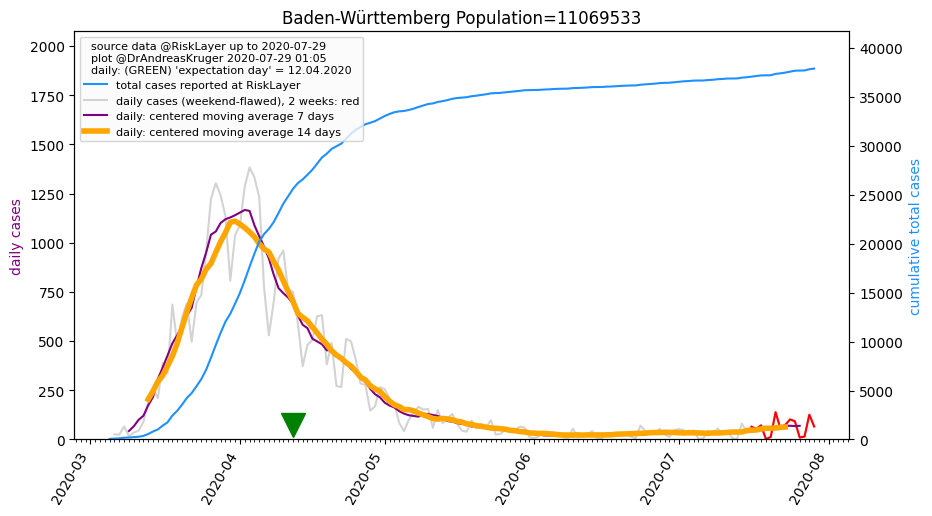 Baden-Württemberg Population=11069533
source data @RiskLayer up to 2020-07-29
plot @DrAndreasKruger 2020-07-29 01:05
daily: (GREEN) 'expectation day' = 12.04.2020
total cases reported at RiskLayer
daily cases (weekend-flawed), 2 weeks: red
daily: centered moving average 7 days
daily: centered moving average 14 days
daily cases
2000
1750
1500
1250
1000
750
500
250
0
40000
35000
30000
25000
20000
15000
10000
5000
0
cumulative total cases
2020-03
2020-04
2020-05
2020-06
2020-07
2020-08